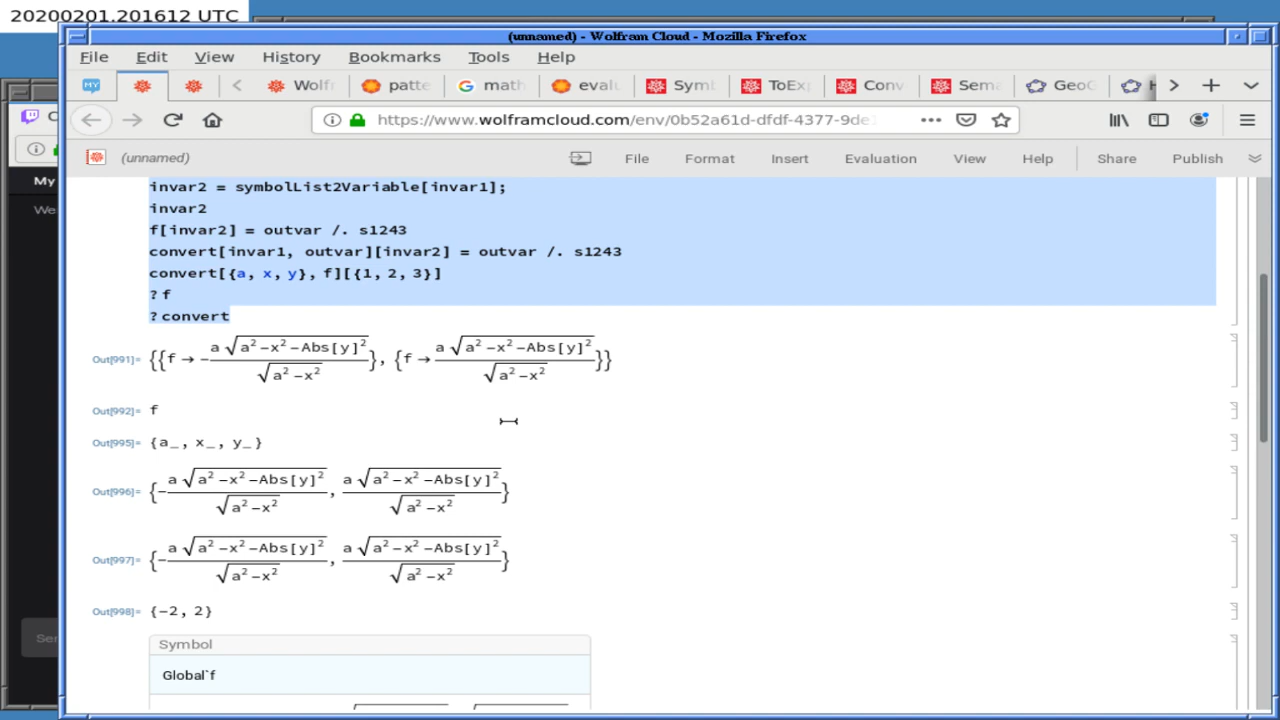 20200201.201612 UTC
(unnamed) - Wolfram Cloud - Mozilla Firefox
File Edit View History Bookmarks Tools Help
Wolfr patte math evalu Symb ToExp Conv Sema GeoG H
https://www.wolframcloud.com/env/0b52a61d-dfdf-4377-9de1
(unnamed) File Format Insert Evaluation View Help Share Publish
My
We
invar2 = symbolList2Variable[invar1];
invar2
f[invar2] = outvar /. s1243
convert[invar1, outvar][invar2] = outvar /. s1243
convert[{a, x, y}, f][{1, 2, 3}]
? f
? convert
Out[991]= {{f → -a √(a² - x² - Abs[y]²) / √(a² - x²)}, {f → a √(a² - x² - Abs[y]²) / √(a² - x²)}}
Out[992]= f
Out[995]= {a_, x_, y_}
Out[996]= {-a √(a² - x² - Abs[y]²) / √(a² - x²), a √(a² - x² - Abs[y]²) / √(a² - x²)}
Out[997]= {-a √(a² - x² - Abs[y]²) / √(a² - x²), a √(a² - x² - Abs[y]²) / √(a² - x²)}
Out[998]= {-2, 2}
Sen
Symbol
Global`f